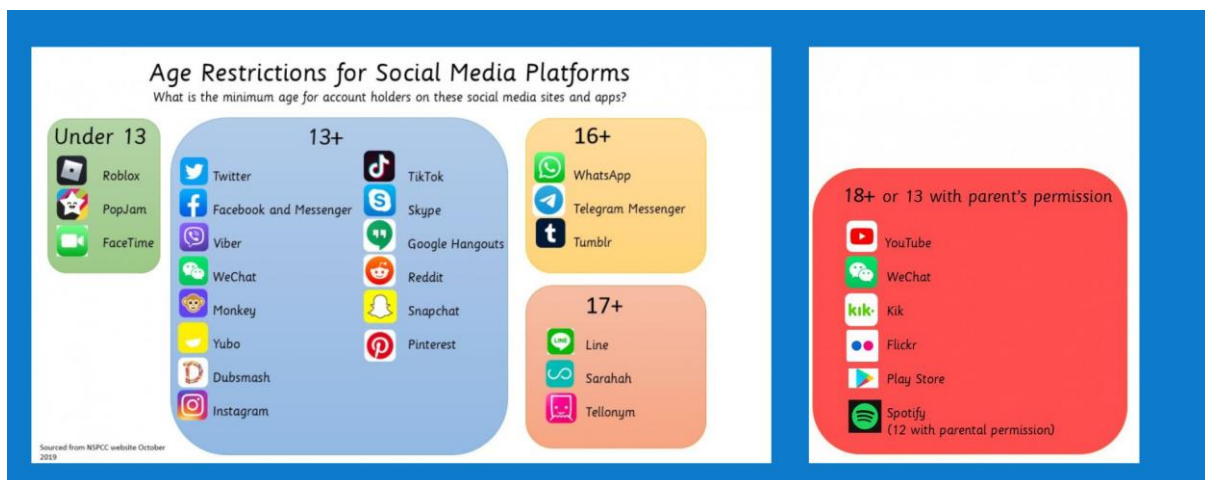 Age Restrictions for Social Media Platforms
What is the minimum age for account holders on these social media sites and apps?
Under 13
Roblox
PopJam
FaceTime
13+
Twitter
Facebook and Messenger
Viber
WeChat
Monkey
Yubo
Dubsmash
Instagram
TikTok
Skype
Google Hangouts
Reddit
Snapchat
Pinterest
16+
WhatsApp
Telegram Messenger
Tumblr
17+
LINE
Line
Sarahah
Tellonym
Sourced from NSPCC website October
2019
18+ or 13 with parent's permission
YouTube
WeChat
kik.
Kik
Flickr
Play Store
Spotify
(12 with parental permission)